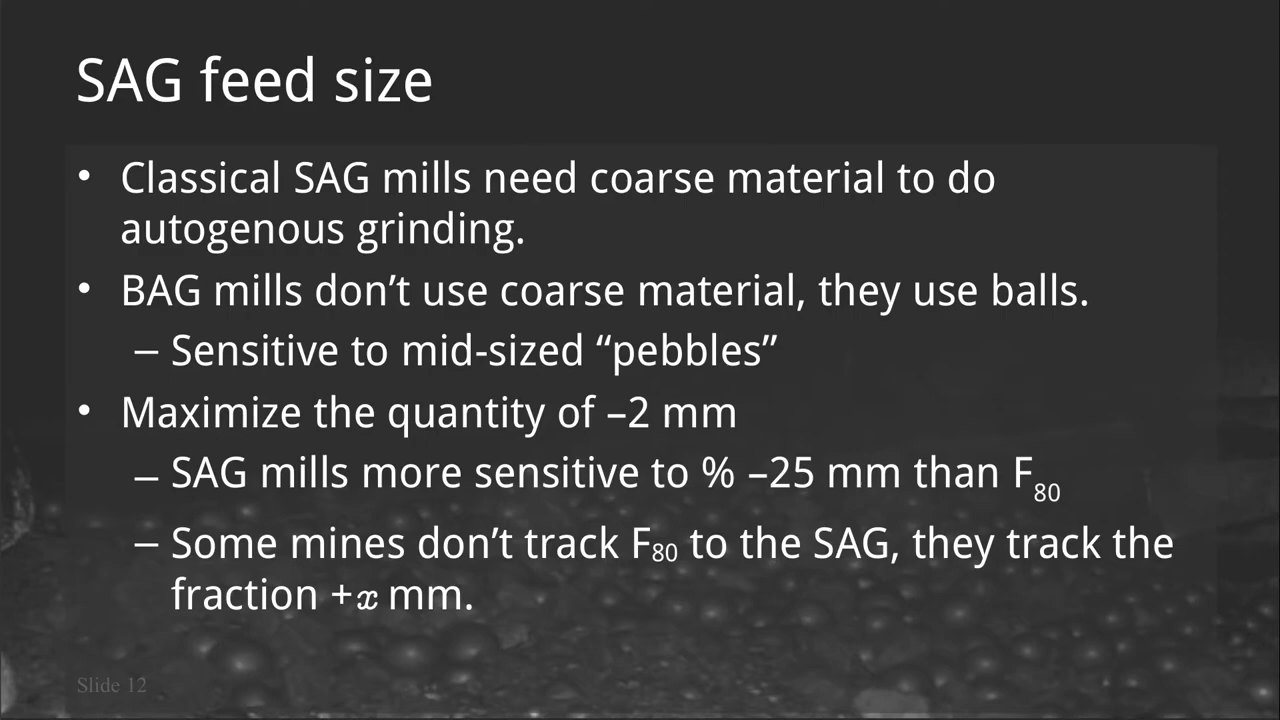 SAG feed size
• Classical SAG mills need coarse material to do
autogenous grinding.
• BAG mills don’t use coarse material, they use balls.
– Sensitive to mid-sized “pebbles”
• Maximize the quantity of –2 mm
– SAG mills more sensitive to % –25 mm than F80
– Some mines don’t track F80 to the SAG, they track the
fraction +x mm.
Slide 12